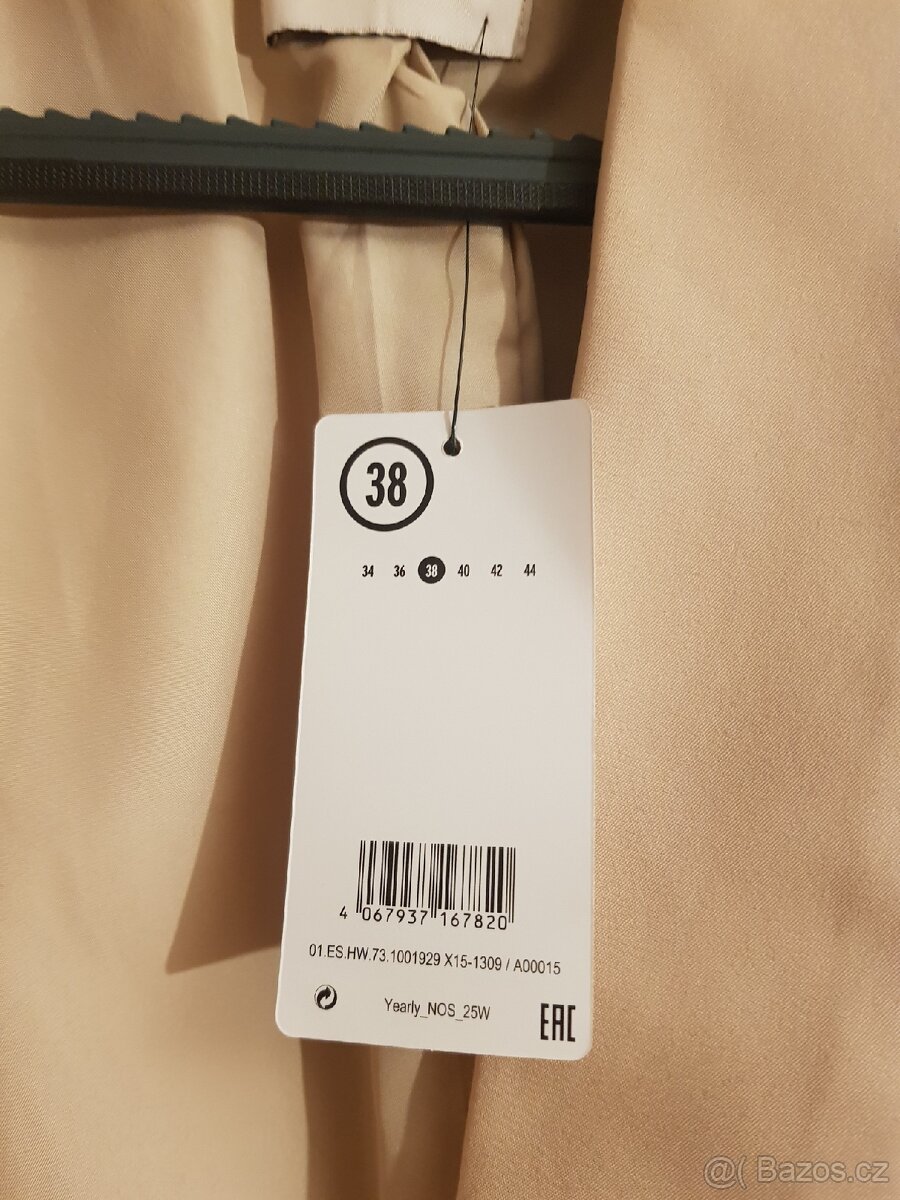 38
34 36 38 40 42 44
4 067937 167820
01.ES.HW.73.1001929 X15-1309 / A00015
Yearly_NOS_25W
EAC
@( Bazos.cz